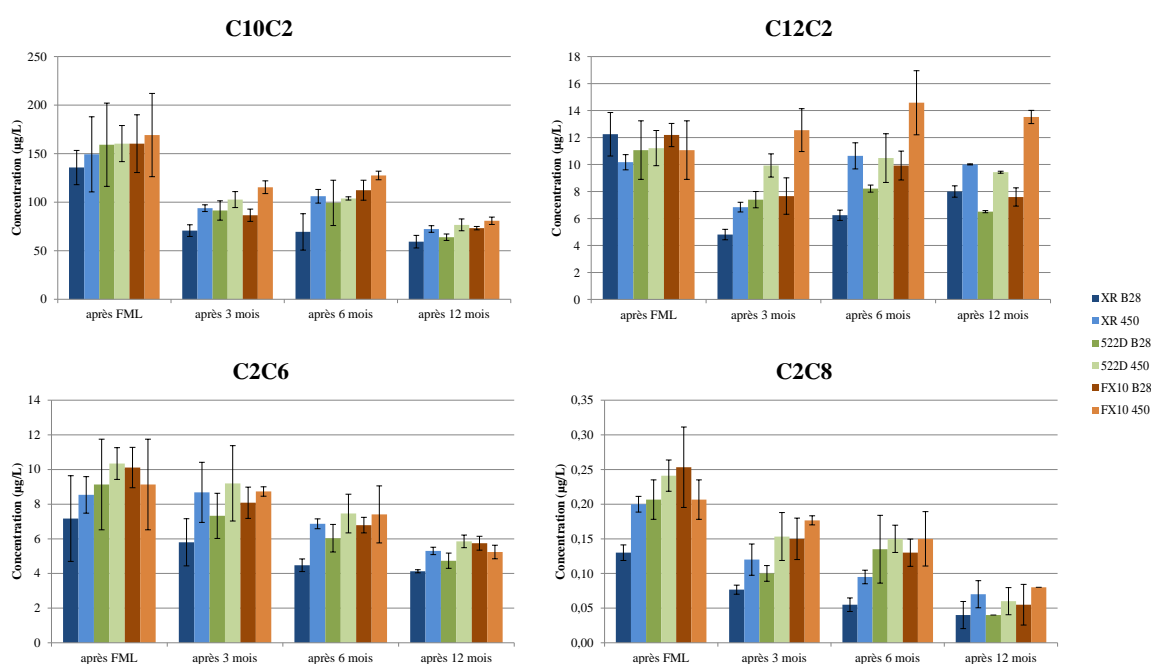 C10C2
Concentration (µg/L)
250
200
150
100
50
0
après FML
après 3 mois
après 6 mois
après 12 mois
C12C2
Concentration (µg/L)
18
16
14
12
10
8
6
4
2
0
après FML
après 3 mois
après 6 mois
après 12 mois
XR B28
XR 450
522D B28
522D 450
FX10 B28
FX10 450
C2C6
Concentration (µg/L)
14
12
10
8
6
4
2
0
après FML
après 3 mois
après 6 mois
après 12 mois
C2C8
Concentration (µg/L)
0,35
0,30
0,25
0,20
0,15
0,10
0,05
0,00
après FML
après 3 mois
après 6 mois
après 12 mois